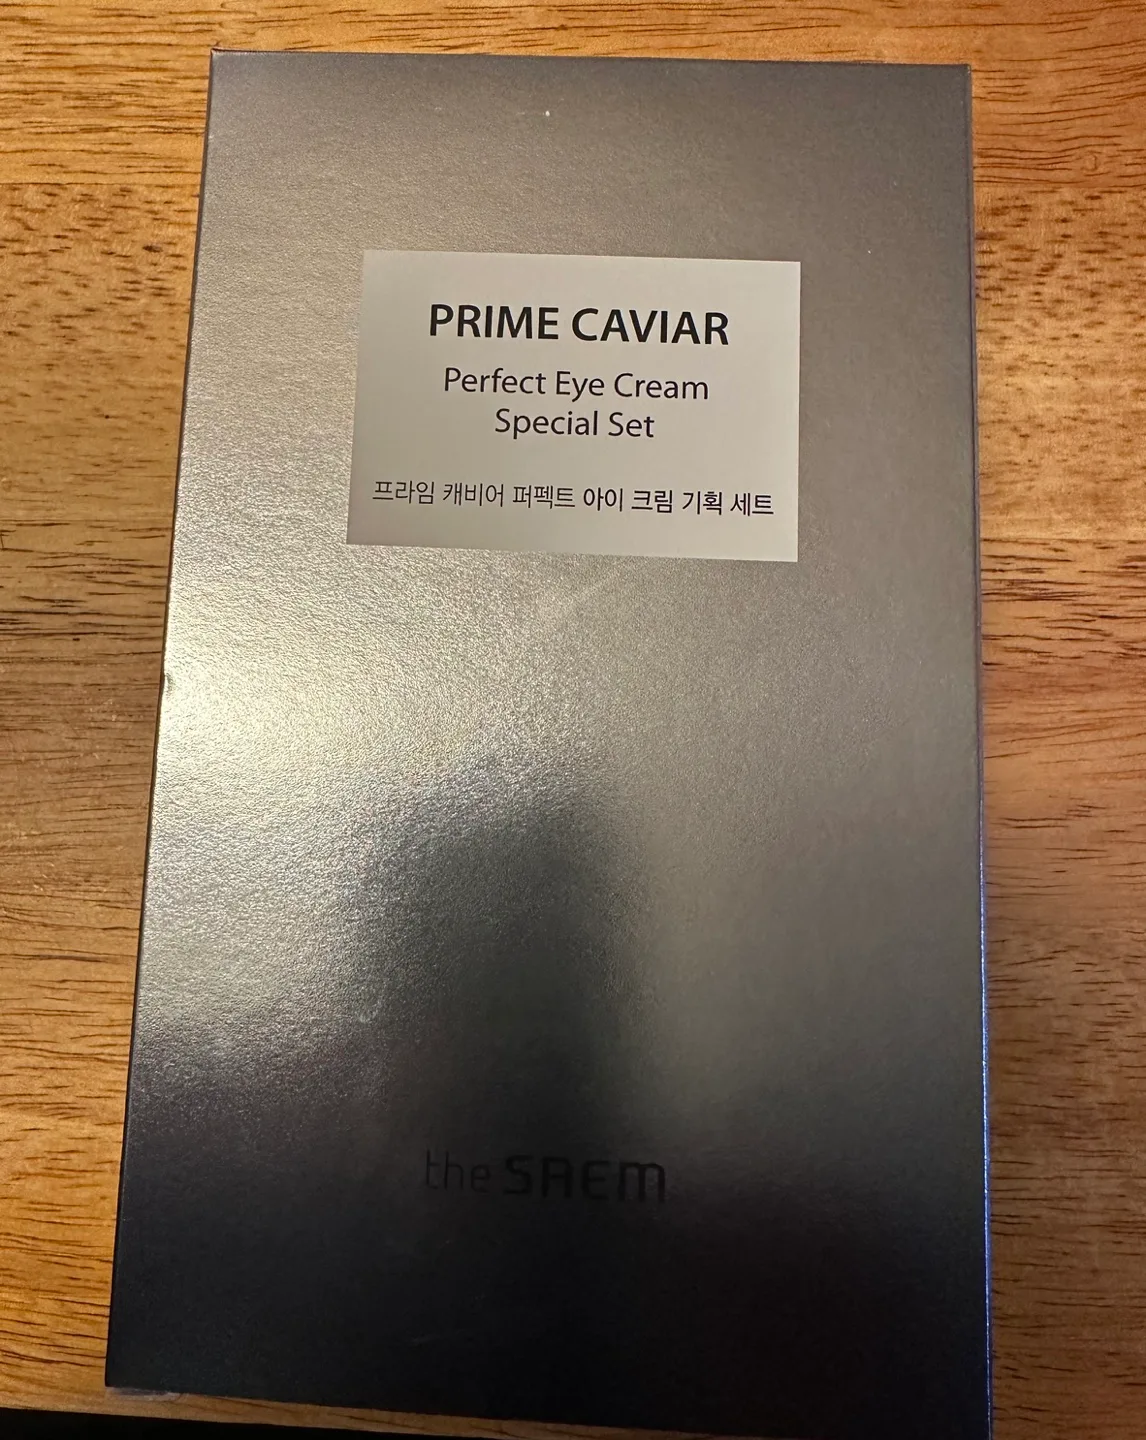 PRIME CAVIAR
Perfect Eye Cream
Special Set
프라임 캐비어 퍼펙트 아이 크림 기획 세트
the SAEM